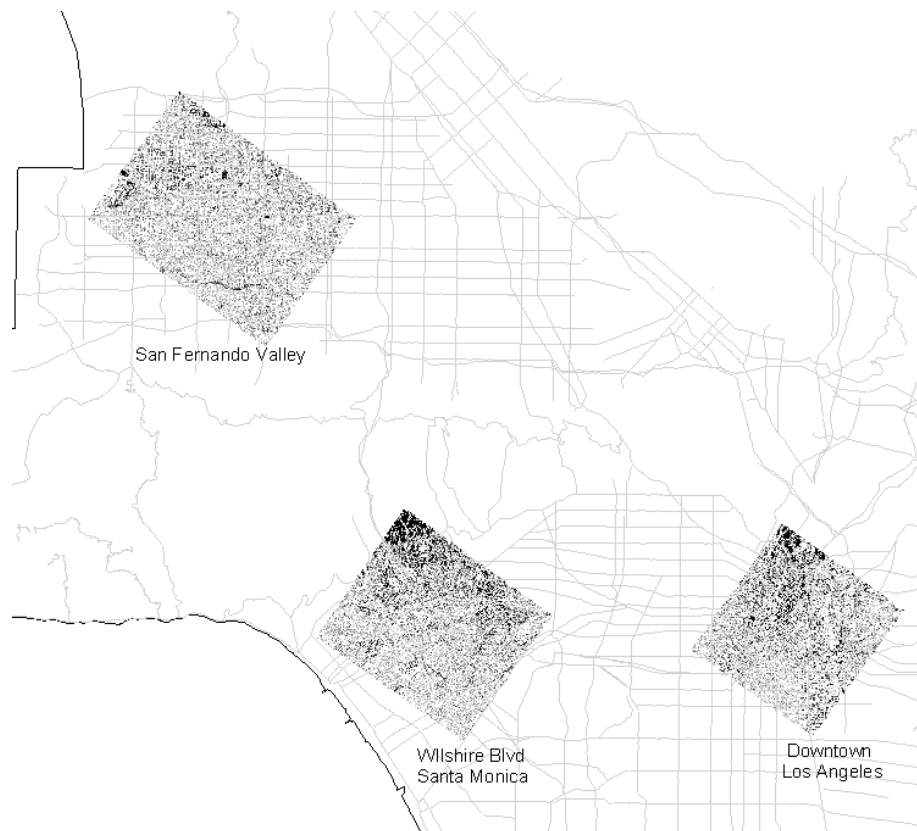 San Fernando Valley
WIlshire Blvd
Santa Monica
Downtown
Los Angeles